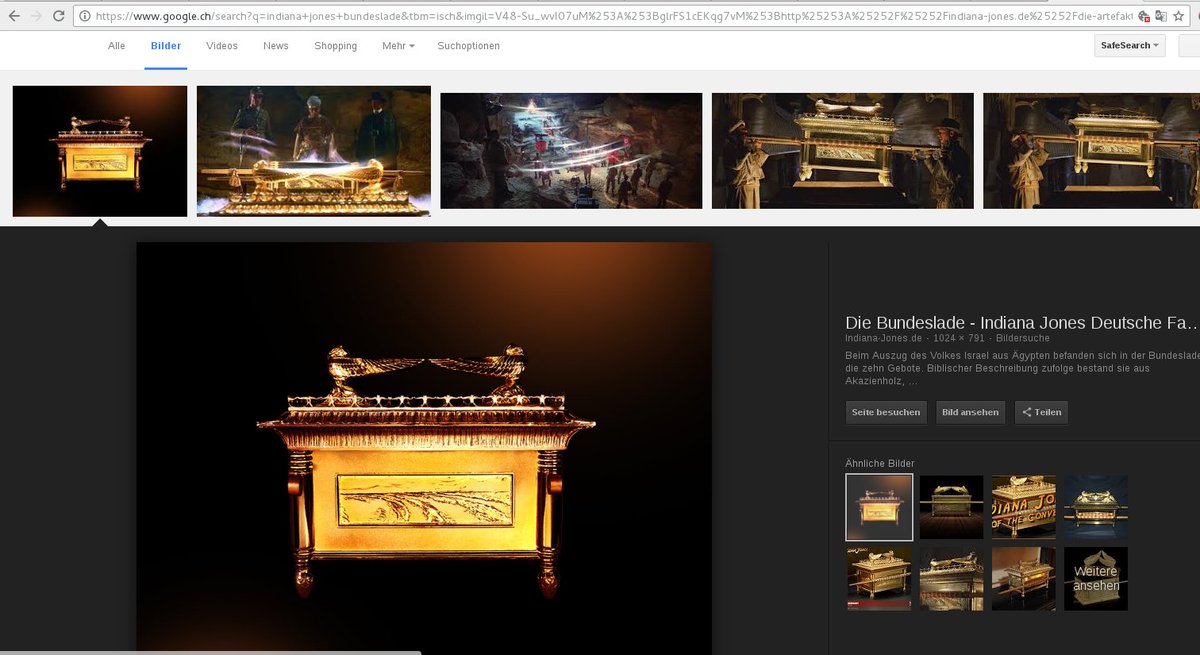 https://www.google.ch/search?q=indiana+jones+bundeslade&tbm=isch&imgil=V48-Su_wvI07uM%253A%253BglrFS1cEKqg7vM%253Bhttp%25253A%25252F%25252Findiana-jones.de%25252Fdie-artefakt
Alle Bilder Videos News Shopping Mehr Suchoptionen SafeSearch
Die Bundeslade - Indiana Jones Deutsche Fa…
Indiana-Jones.de - 1024 × 791 - Bildersuche
Beim Auszug des Volkes Israel aus Ägypten befanden sich in der Bundeslade
die zehn Gebote. Biblischer Beschreibung zufolge bestand sie aus
Akazienholz, ...
Seite besuchen Bild ansehen Teilen
Ähnliche Bilder
DIANA JO
OF THE COVE
Weitere
ansehen